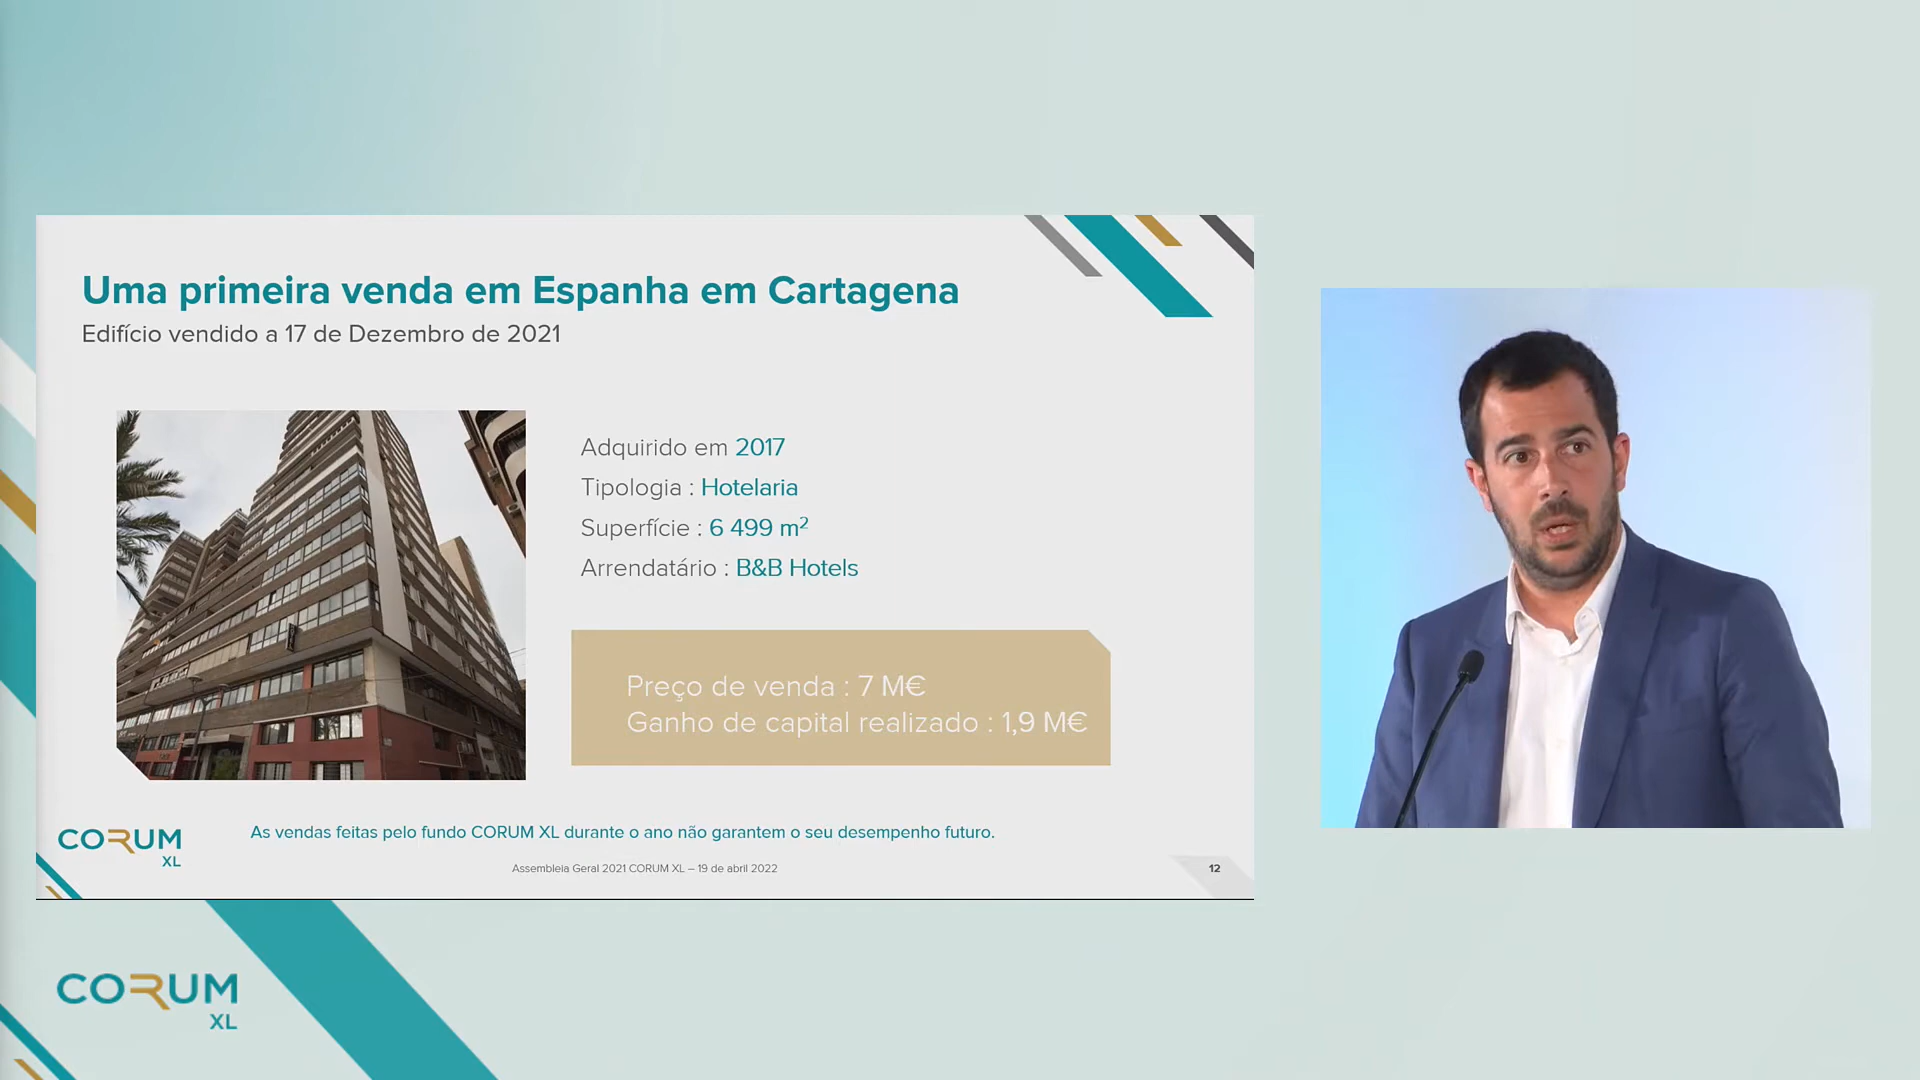 Uma primeira venda em Espanha em Cartagena
Edifício vendido a 17 de Dezembro de 2021
Adquirido em 2017
Tipologia : Hotelaria
Superfície : 6 499 m²
Arrendatário : B&B Hotels
Preço de venda : 7 M€
Ganho de capital realizado : 1,9 M€
CORUM
XL
As vendas feitas pelo fundo CORUM XL durante o ano não garantem o seu desempenho futuro.
Assembleia Geral 2021 CORUM XL – 19 de abril 2022
12
CORUM
XL